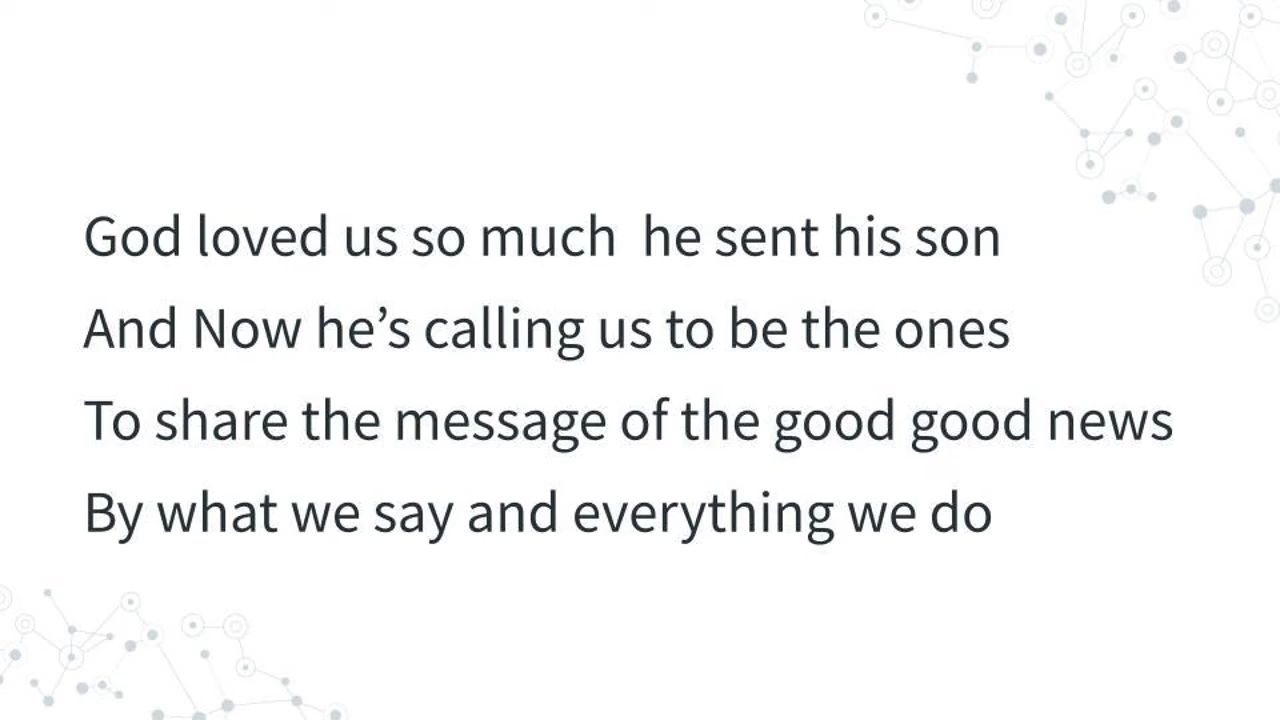 God loved us so much  he sent his son
And Now he’s calling us to be the ones
To share the message of the good good news
By what we say and everything we do